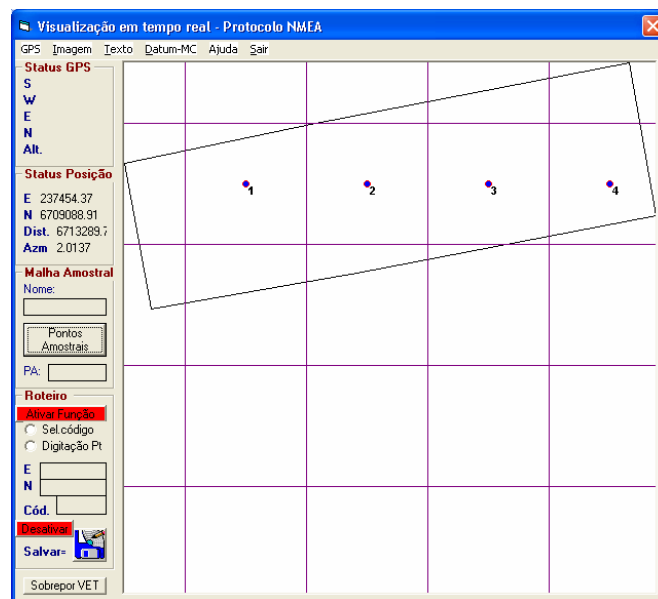 Visualização em tempo real - Protocolo NMEA
GPS Imagem Texto Datum-MC Ajuda Sair
Status GPS
S
W
E
N
Alt.
Status Posição
E 237454.37
N 6709088.91
Dist. 6713289.7
Azm 2.0137
Malha Amostral
Nome:
Pontos
Amostrais
PA:
Roteiro
Ativar Função
Sel.código
Digitação Pt
E
N
Cód.
Desativar
Salvar=
Sobrepor VET
1
2
3
4